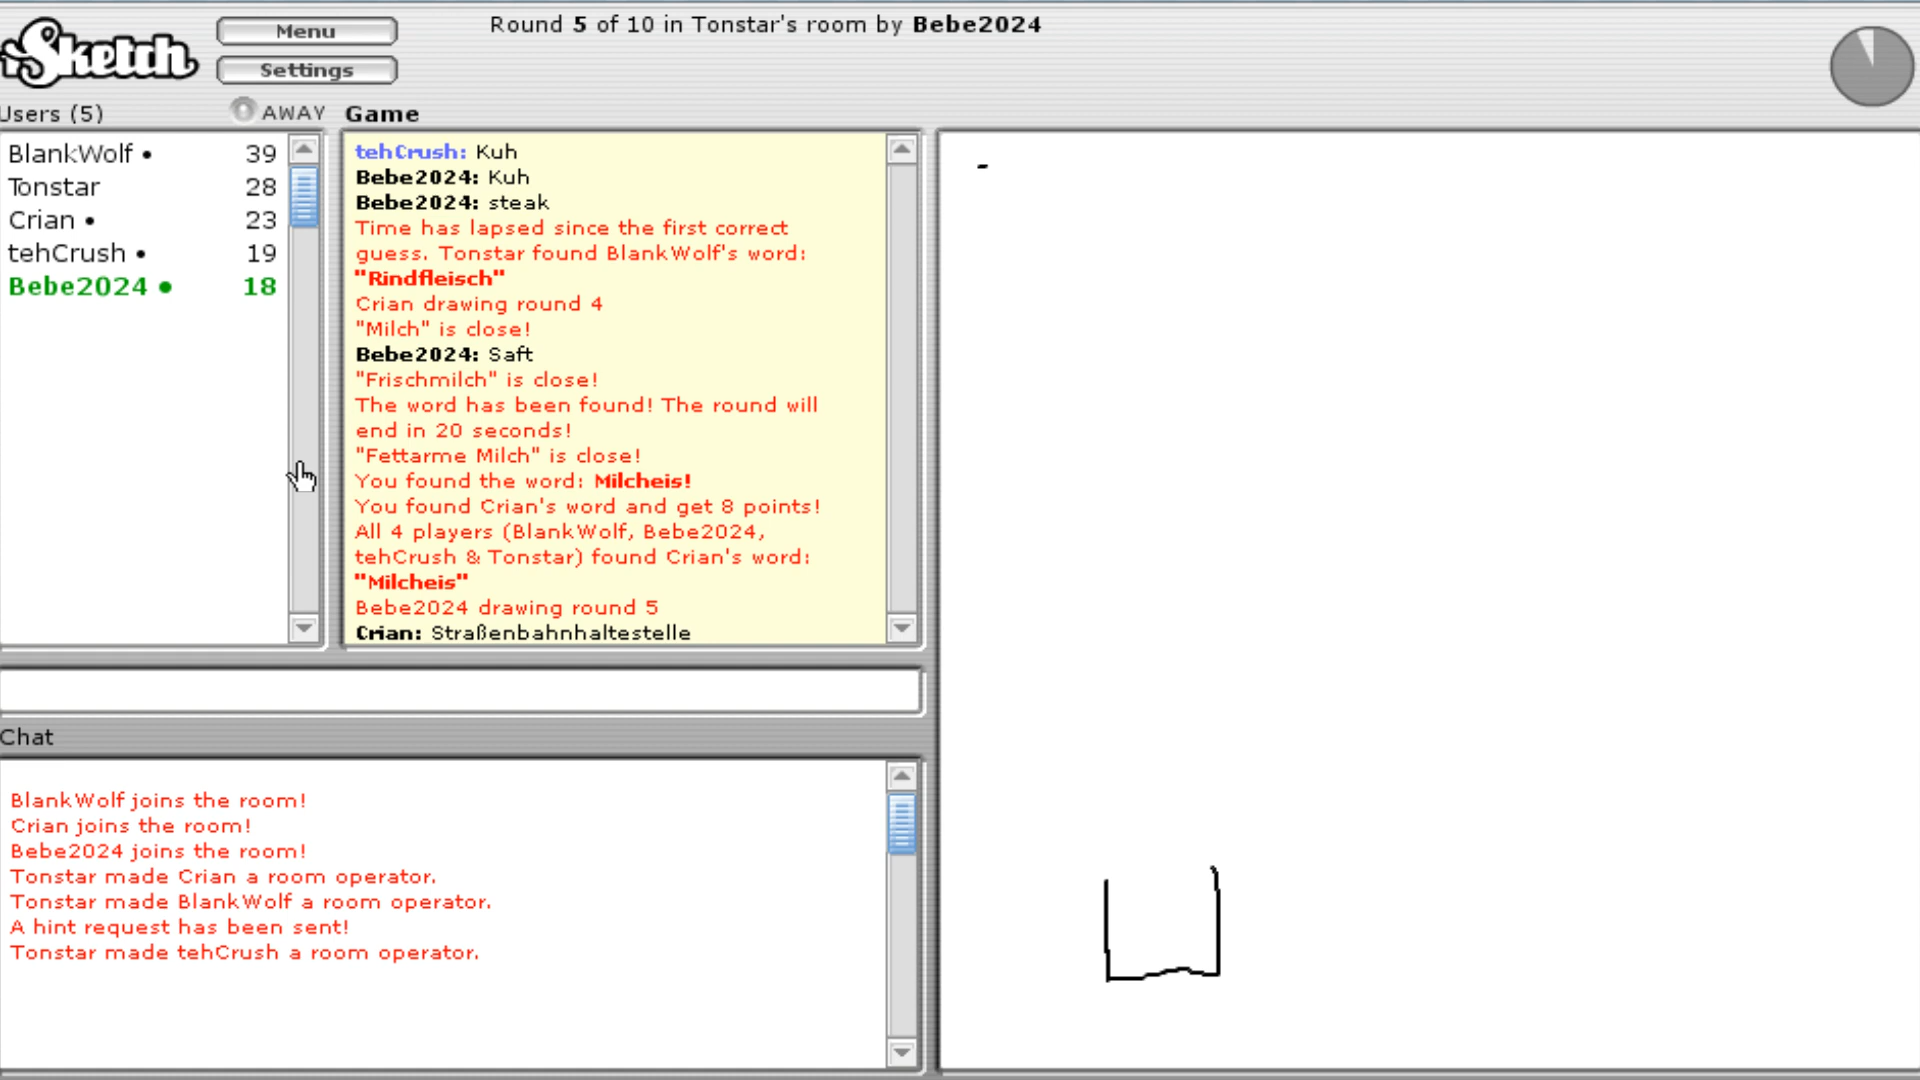 iSketch
Menu
Settings
Round 5 of 10 in Tonstar's room by Bebe2024
Users (5)
AWAY
Game
BlankWolf • 39
Tonstar 28
Crian • 23
tehCrush • 19
Bebe2024 • 18
tehCrush: Kuh
Bebe2024: Kuh
Bebe2024: steak
Time has lapsed since the first correct
guess. Tonstar found BlankWolf's word:
"Rindfleisch"
Crian drawing round 4
"Milch" is close!
Bebe2024: Saft
"Frischmilch" is close!
The word has been found! The round will
end in 20 seconds!
"Fettarme Milch" is close!
You found the word: Milcheis!
You found Crian's word and get 8 points!
All 4 players (BlankWolf, Bebe2024,
tehCrush & Tonstar) found Crian's word:
"Milcheis"
Bebe2024 drawing round 5
Crian: Straßenbahnhaltestelle
Chat
BlankWolf joins the room!
Crian joins the room!
Bebe2024 joins the room!
Tonstar made Crian a room operator.
Tonstar made BlankWolf a room operator.
A hint request has been sent!
Tonstar made tehCrush a room operator.